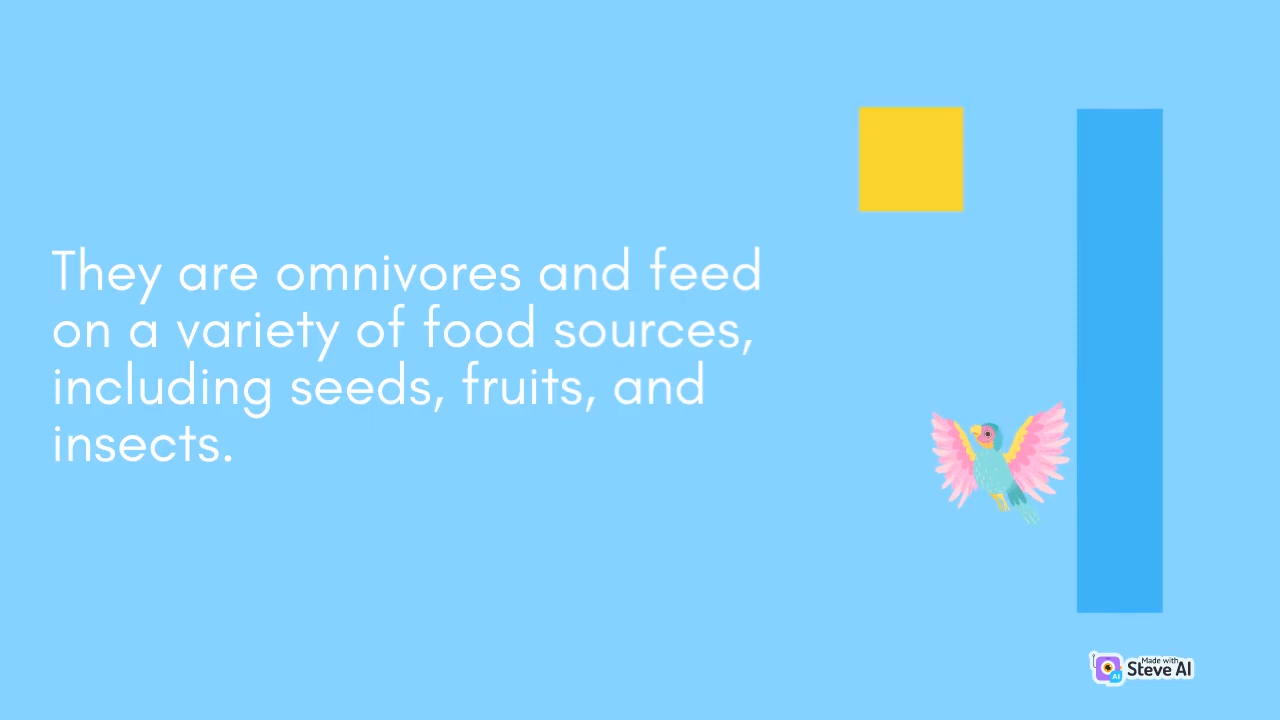 They are omnivores and feed
on a variety of food sources,
including seeds, fruits, and
insects.
Made with
Steve AI
AI